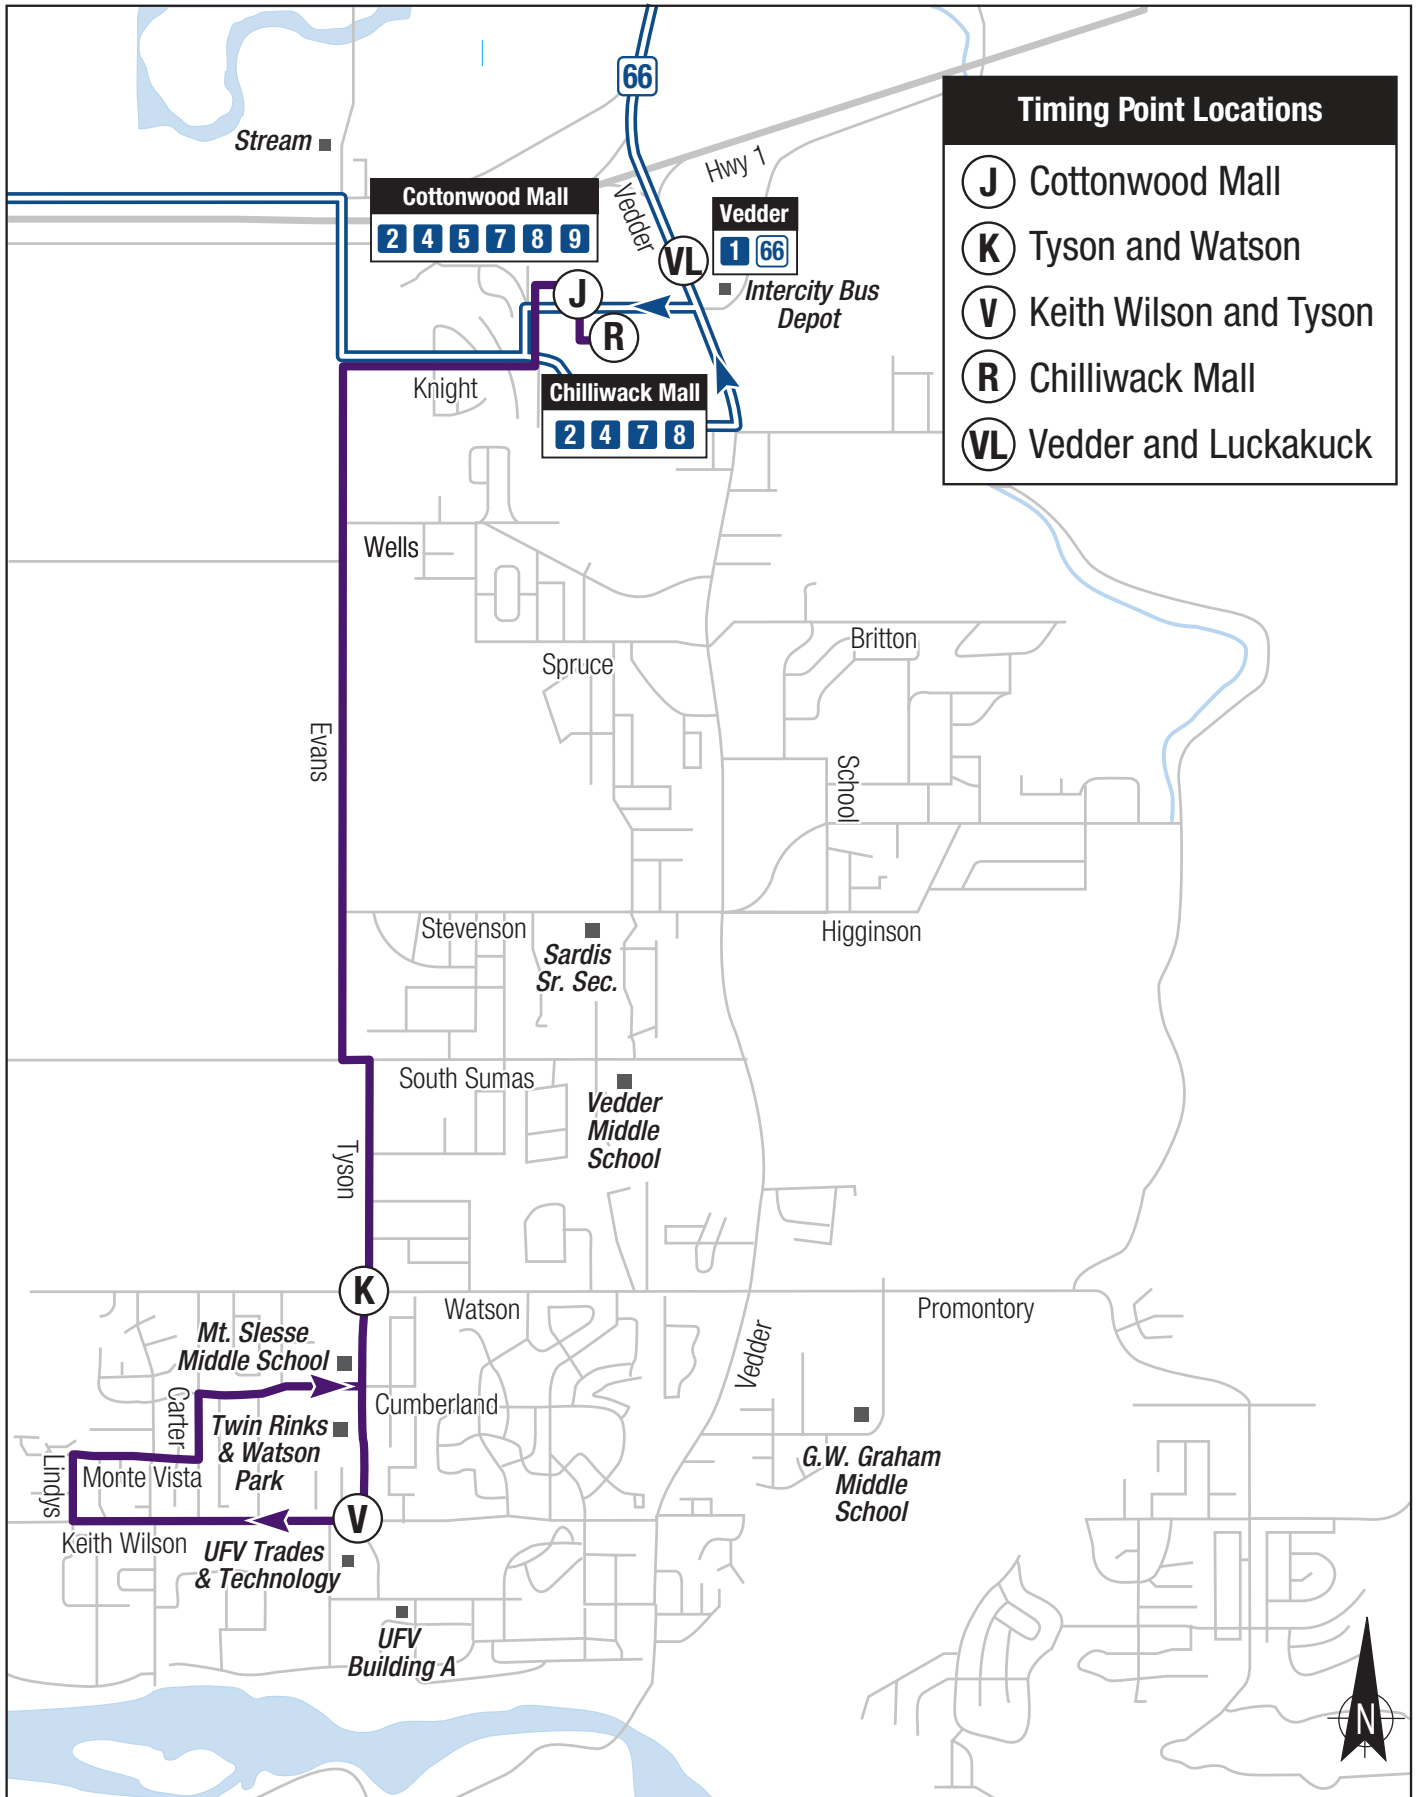 66
Timing Point Locations
J Cottonwood Mall
K Tyson and Watson
V Keith Wilson and Tyson
R Chilliwack Mall
VL Vedder and Luckakuck
Stream
Hwy 1
Vedder
Cottonwood Mall
2 4 5 7 8 9
Vedder
1 66
VL
Intercity Bus
Depot
J
R
Knight
Chilliwack Mall
2 4 7 8
Wells
Britton
Spruce
Evans
School
Stevenson
Higginson
Sardis
Sr. Sec.
South Sumas
Vedder
Middle
School
Tyson
K
Watson
Promontory
Mt. Slesse
Middle School
Vedder
Carter
Cumberland
Twin Rinks
& Watson
Park
G.W. Graham
Middle
School
Lindys
Monte Vista
V
Keith Wilson
UFV Trades
& Technology
UFV
Building A
N